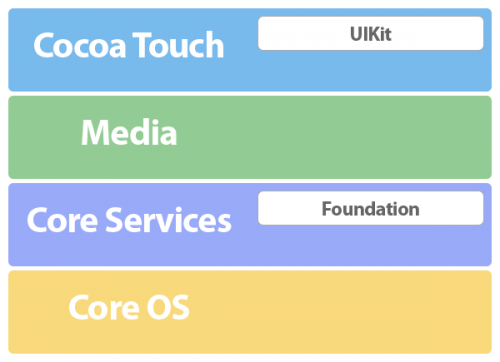 Cocoa Touch
UIKit
Media
Core Services
Foundation
Core OS